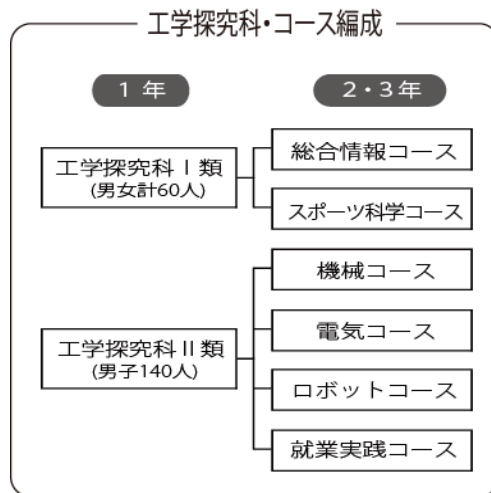 工学探究科・コース編成
1 年
2・3年
工学探究科Ⅰ類
(男女計60人)
総合情報コース
スポーツ科学コース
工学探究科Ⅱ類
(男子140人)
機械コース
電気コース
ロボットコース
就業実践コース